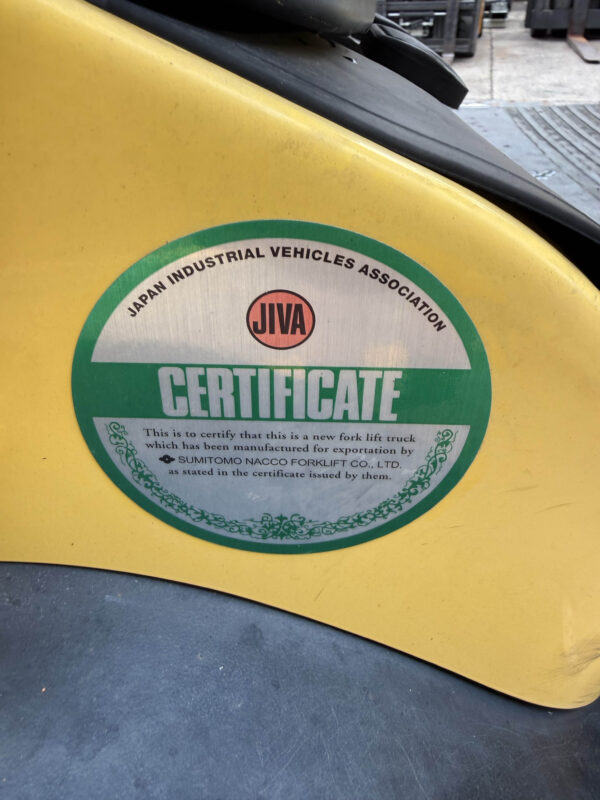 JAPAN INDUSTRIAL VEHICLES ASSOCIATION
JIVA
CERTIFICATE
This is to certify that this is a new fork lift truck
which has been manufactured for exportation by
SUMITOMO NACCO FORKLIFT CO., LTD.
as stated in the certificate issued by them.